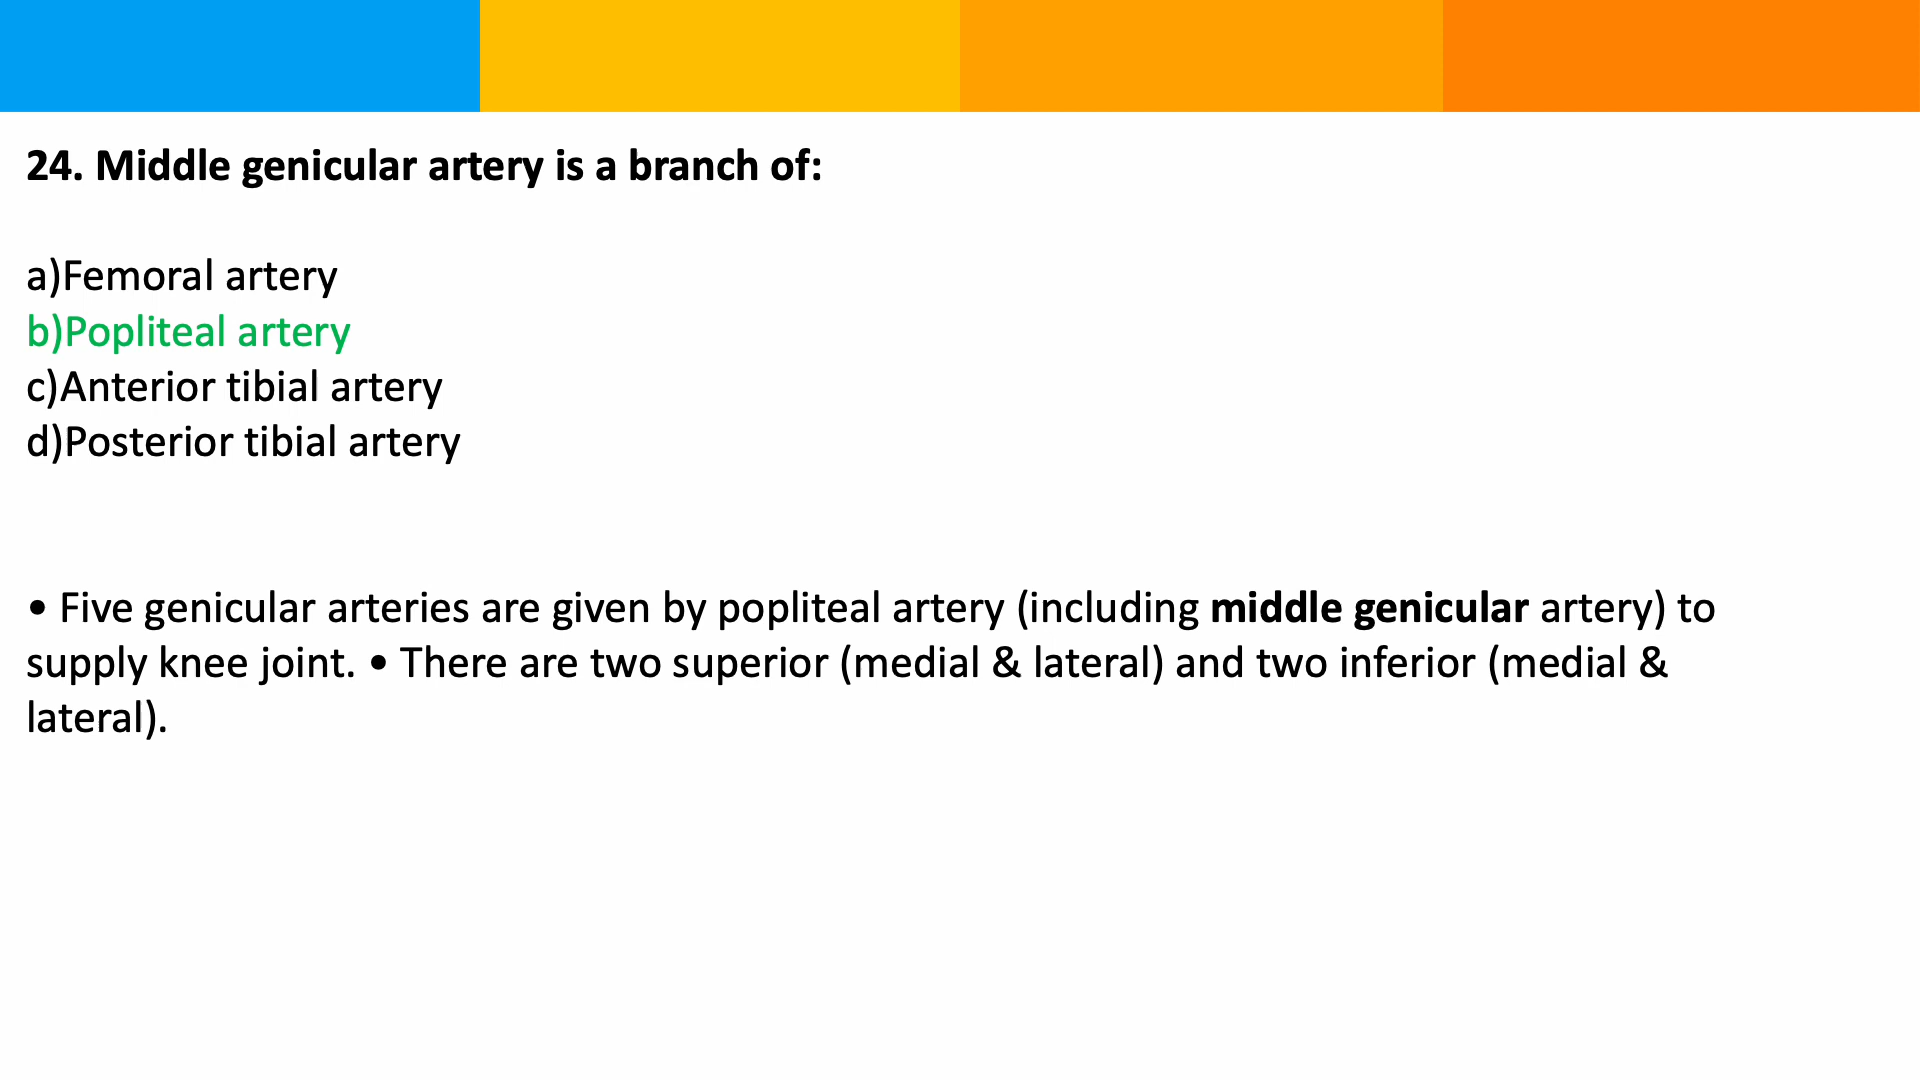 24. Middle genicular artery is a branch of:
a)Femoral artery
b)Popliteal artery
c)Anterior tibial artery
d)Posterior tibial artery
• Five genicular arteries are given by popliteal artery (including middle genicular artery) to
supply knee joint. • There are two superior (medial & lateral) and two inferior (medial &
lateral).